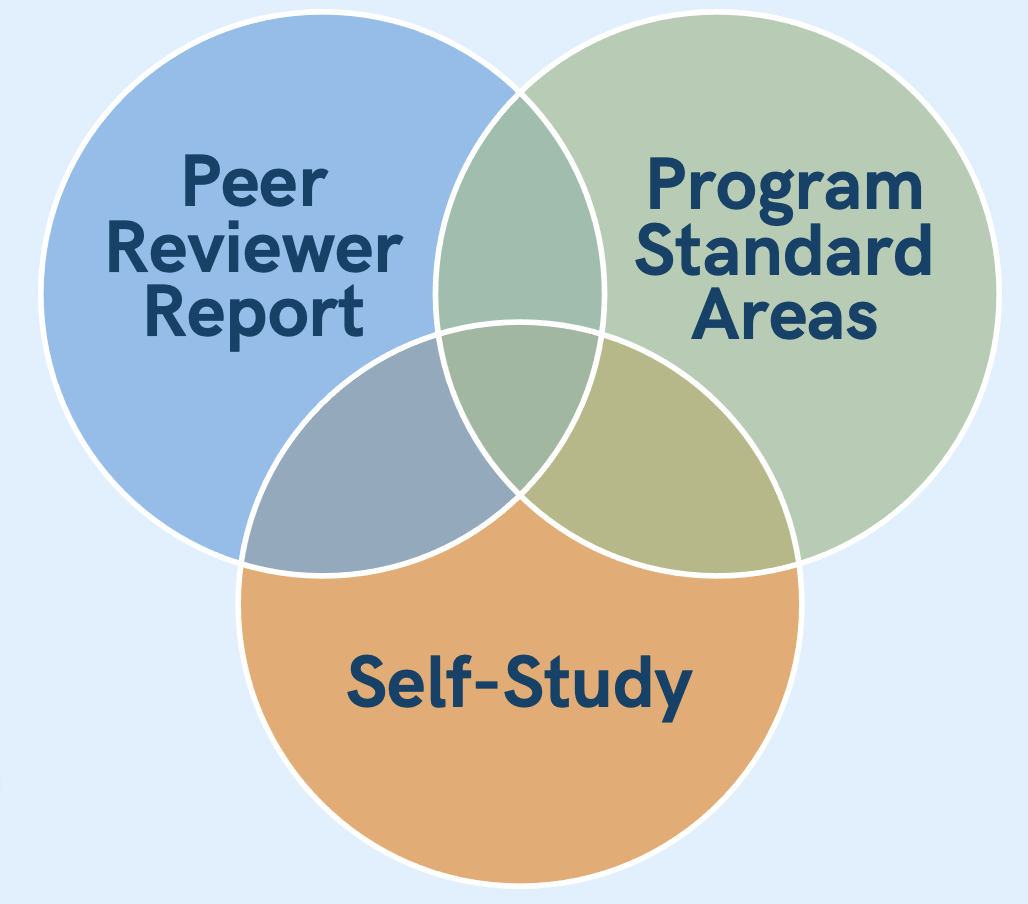 Peer
Reviewer
Report
Program
Standard
Areas
Self-Study